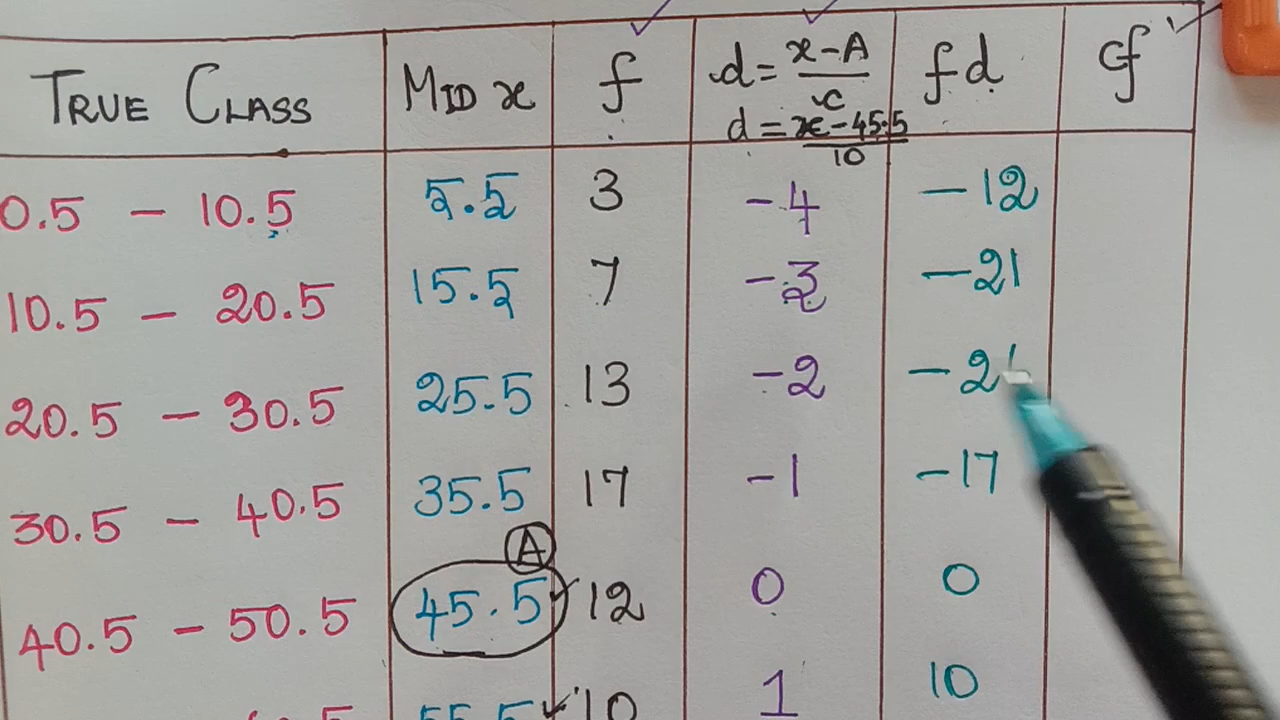 TRUE CLASS MID x f d = x-A/c fd cf
d = x-45.5/10
0.5 - 10.5 5.5 3 -4 -12
10.5 - 20.5 15.5 7 -3 -21
20.5 - 30.5 25.5 13 -2
30.5 - 40.5 35.5 17 -1 -17
A
40.5 - 50.5 45.5 12 0 0
55.5 10 1 10